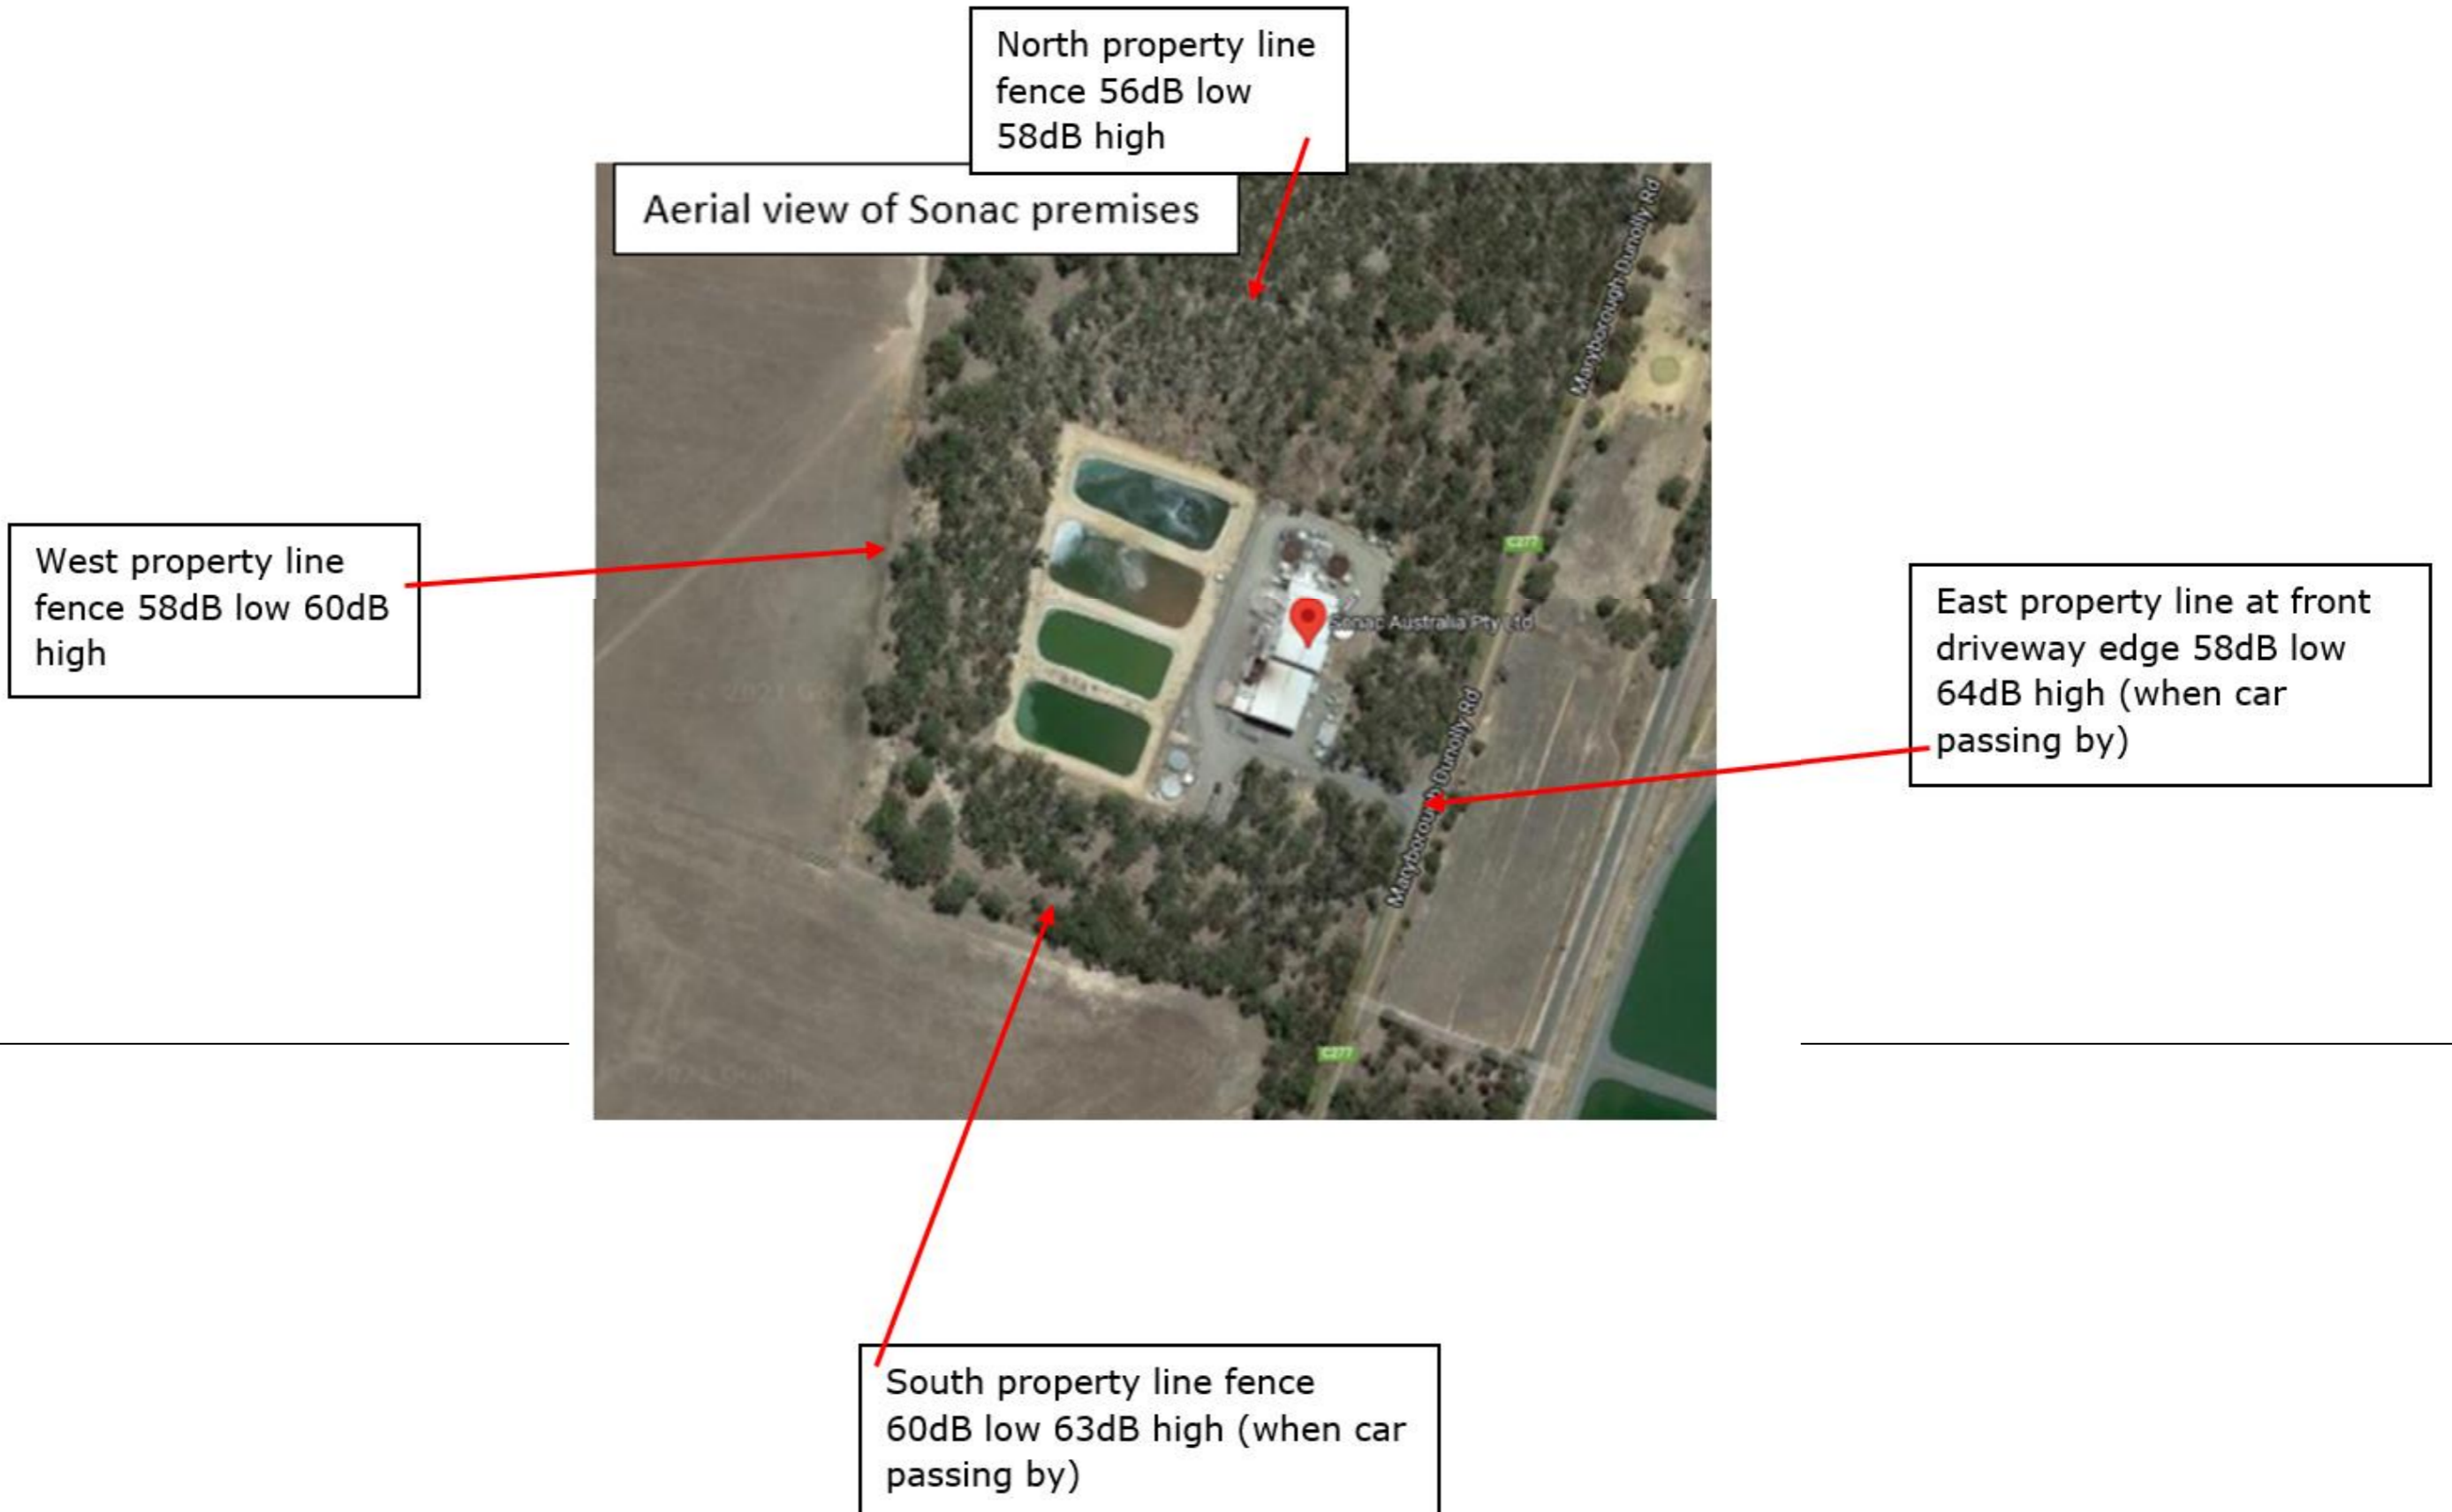 North property line
fence 56dB low
58dB high
Aerial view of Sonac premises
Maryborough-Dunolly Rd
West property line
fence 58dB low 60dB
high
C277
Sonac Australia Pty Ltd
East property line at front
driveway edge 58dB low
64dB high (when car
passing by)
Maryborough-Dunolly Rd
C277
South property line fence
60dB low 63dB high (when car
passing by)